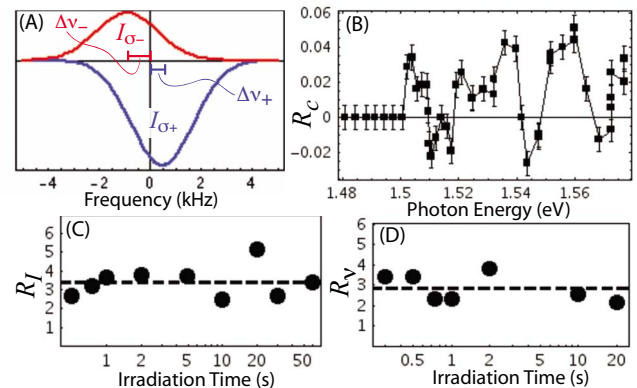 (A)
Δν₋
I_σ-
Δν₊
I_σ+
-4 -2 0 2 4
Frequency (kHz)
(B)
R_c
0.06
0.04
0.02
0
-0.02
1.48 1.5 1.52 1.54 1.56
Photon Energy (eV)
(C)
R_I
6
5
4
3
2
1
1 2 5 10 20 50
Irradiation Time (s)
(D)
R_ν
6
5
4
3
2
1
0.5 1 2 5 10 20
Irradiation Time (s)